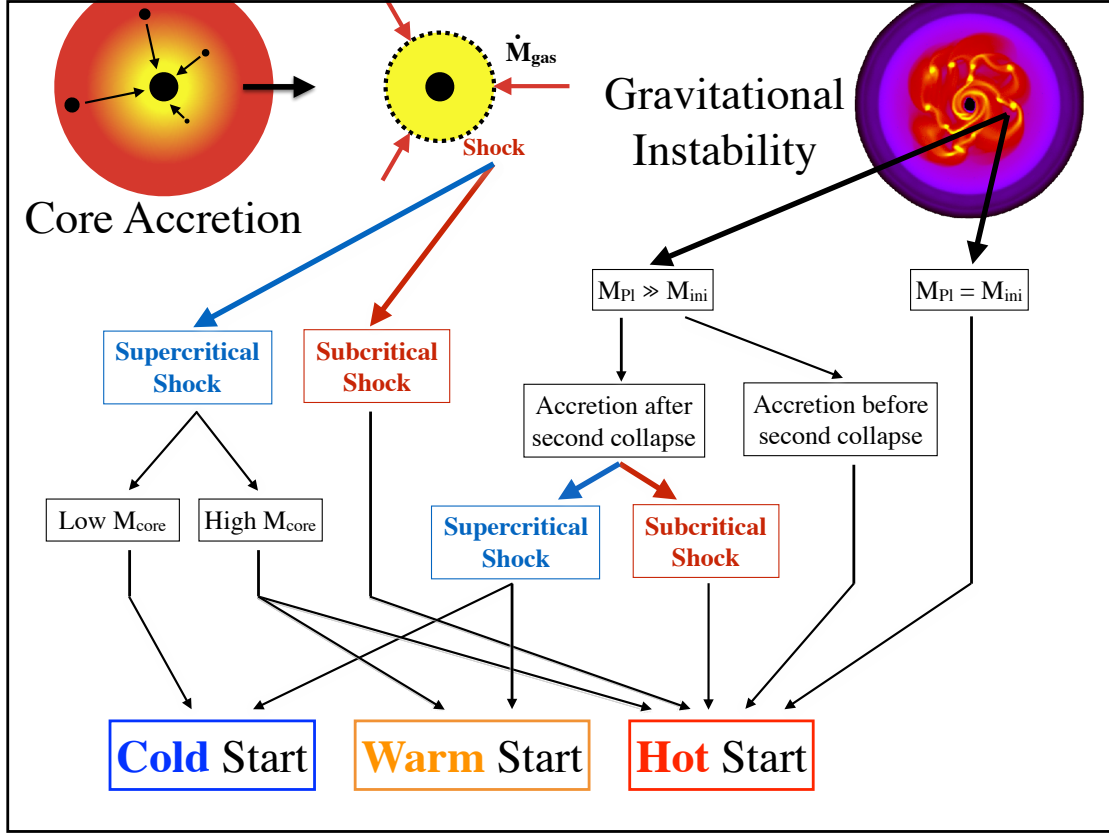 Ṁgas
Shock
Core Accretion
Gravitational
Instability
MPl ≫ Mini
MPl = Mini
Supercritical
Shock
Subcritical
Shock
Accretion after
second collapse
Accretion before
second collapse
Low Mcore
High Mcore
Supercritical
Shock
Subcritical
Shock
Cold Start
Warm Start
Hot Start